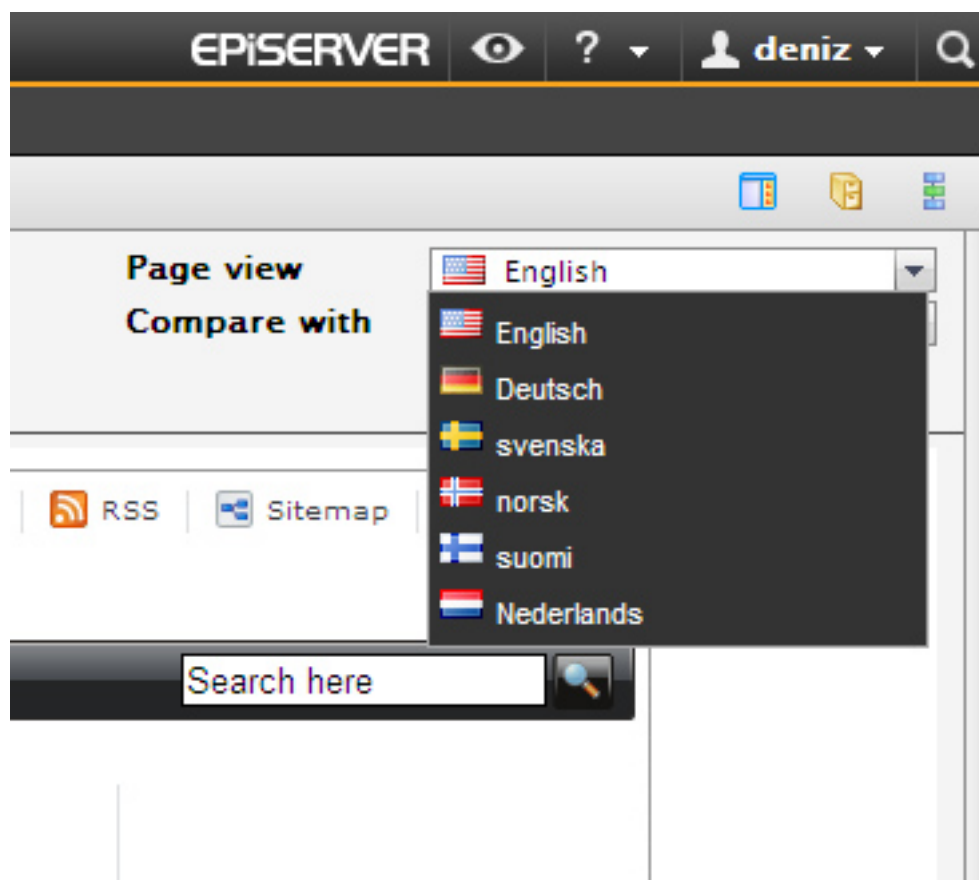 EPiSERVER ? deniz
Page view English
Compare with
English
Deutsch
svenska
norsk
suomi
Nederlands
RSS Sitemap
Search here